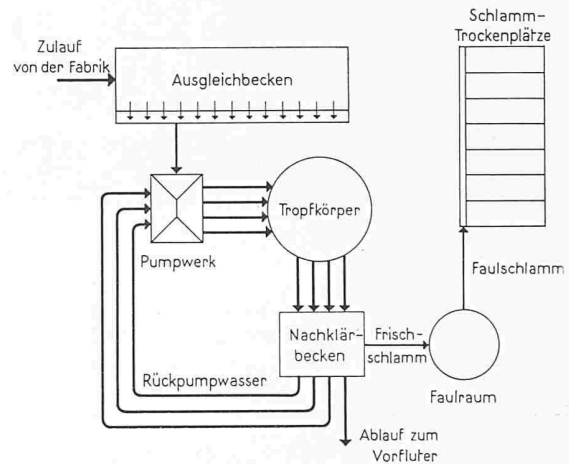 Schlamm-
Trockenplätze
Zulauf
von der Fabrik
Ausgleichbecken
Tropfkörper
Pumpwerk
Faulschlamm
Nachklär-
becken
Frisch-
schlamm
Rückpumpwasser
Faulraum
Ablauf zum
Vorfluter